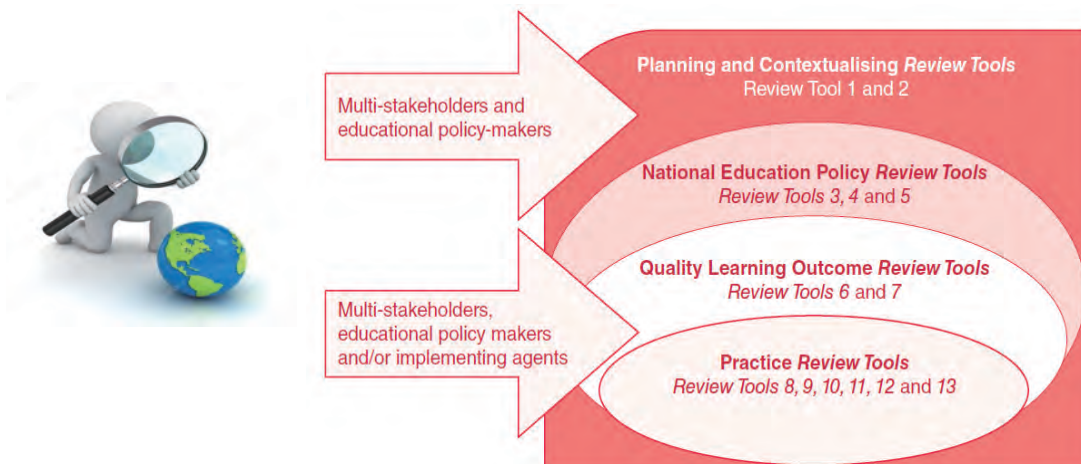 Multi-stakeholders and
educational policy-makers
Planning and Contextualising Review Tools
Review Tool 1 and 2
National Education Policy Review Tools
Review Tools 3, 4 and 5
Quality Learning Outcome Review Tools
Review Tools 6 and 7
Multi-stakeholders,
educational policy makers
and/or implementing agents
Practice Review Tools
Review Tools 8, 9, 10, 11, 12 and 13